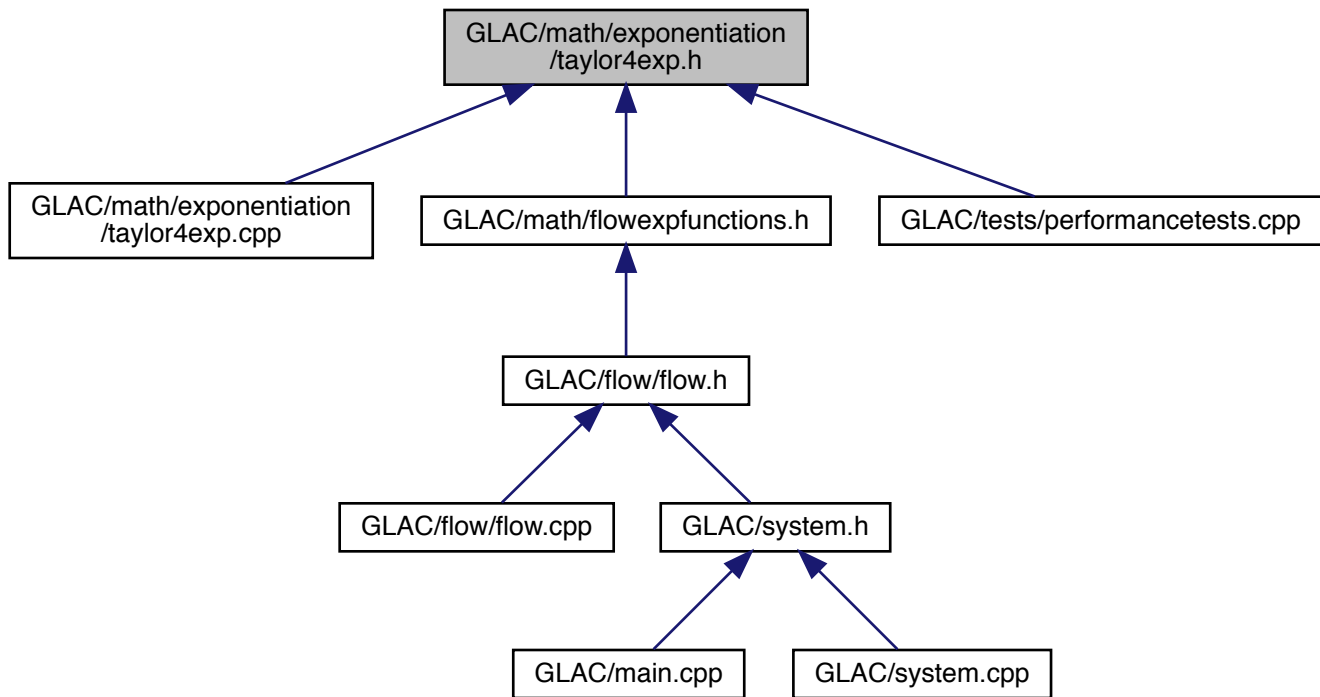 GLAC/math/exponentiation
/taylor4exp.h
GLAC/math/exponentiation
/taylor4exp.cpp
GLAC/math/flowexpfunctions.h
GLAC/tests/performancetests.cpp
GLAC/flow/flow.h
GLAC/flow/flow.cpp
GLAC/system.h
GLAC/main.cpp
GLAC/system.cpp